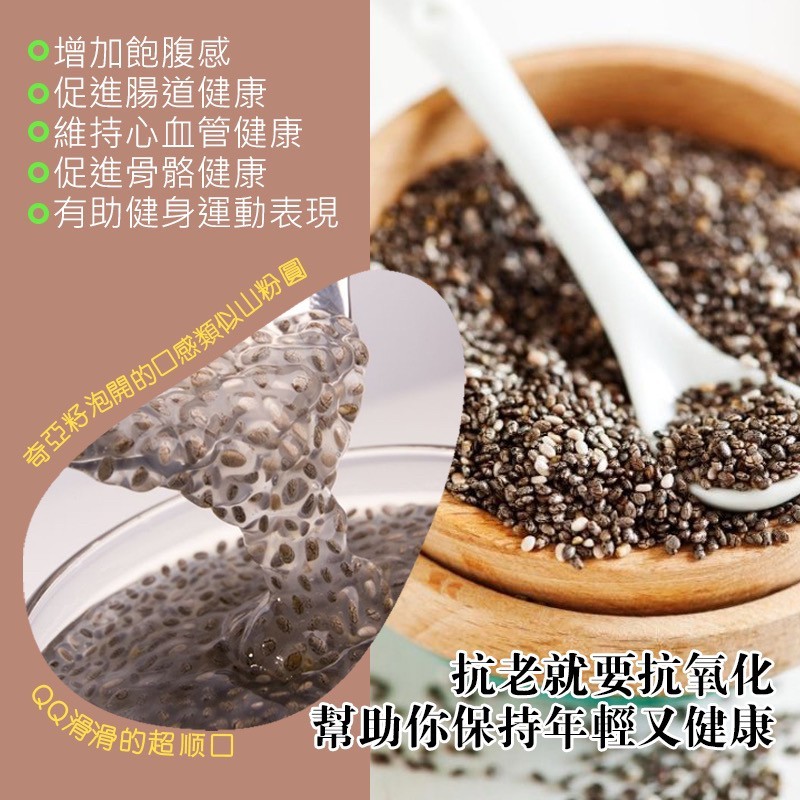 增加飽腹感
促進腸道健康
維持心血管健康
促進骨骼健康
有助健身運動表現
奇亞籽泡開的口感類似山粉圓
QQ滑滑的超順口
抗老就要抗氧化
幫助你保持年輕又健康